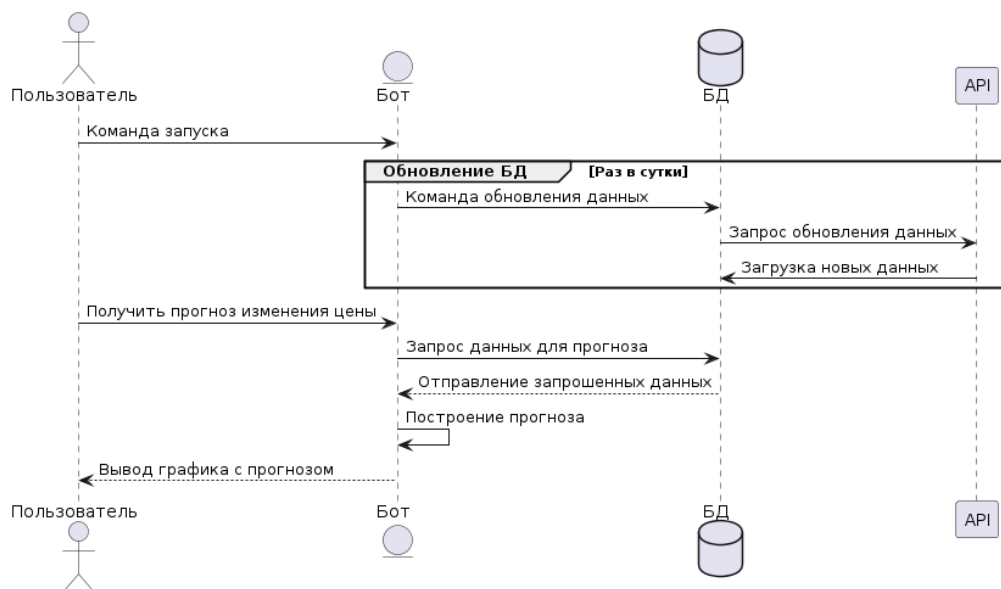 Пользователь
Бот
БД
API
Команда запуска
Обновление БД [Раз в сутки]
Команда обновления данных
Запрос обновления данных
Загрузка новых данных
Получить прогноз изменения цены
Запрос данных для прогноза
Отправление запрошенных данных
Построение прогноза
Вывод графика с прогнозом
Пользователь
Бот
БД
API